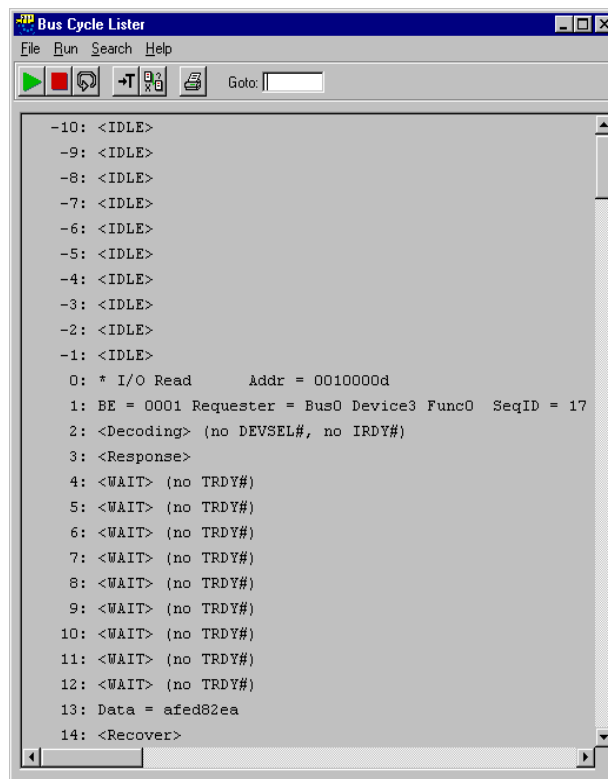 Bus Cycle Lister
File Run Search Help
Goto:
-10: <IDLE>
-9: <IDLE>
-8: <IDLE>
-7: <IDLE>
-6: <IDLE>
-5: <IDLE>
-4: <IDLE>
-3: <IDLE>
-2: <IDLE>
-1: <IDLE>
0: * I/O Read Addr = 0010000d
1: BE = 0001 Requester = Bus0 Device3 Func0 SeqID = 17
2: <Decoding> (no DEVSEL#, no IRDY#)
3: <Response>
4: <WAIT> (no TRDY#)
5: <WAIT> (no TRDY#)
6: <WAIT> (no TRDY#)
7: <WAIT> (no TRDY#)
8: <WAIT> (no TRDY#)
9: <WAIT> (no TRDY#)
10: <WAIT> (no TRDY#)
11: <WAIT> (no TRDY#)
12: <WAIT> (no TRDY#)
13: Data = afed82ea
14: <Recover>